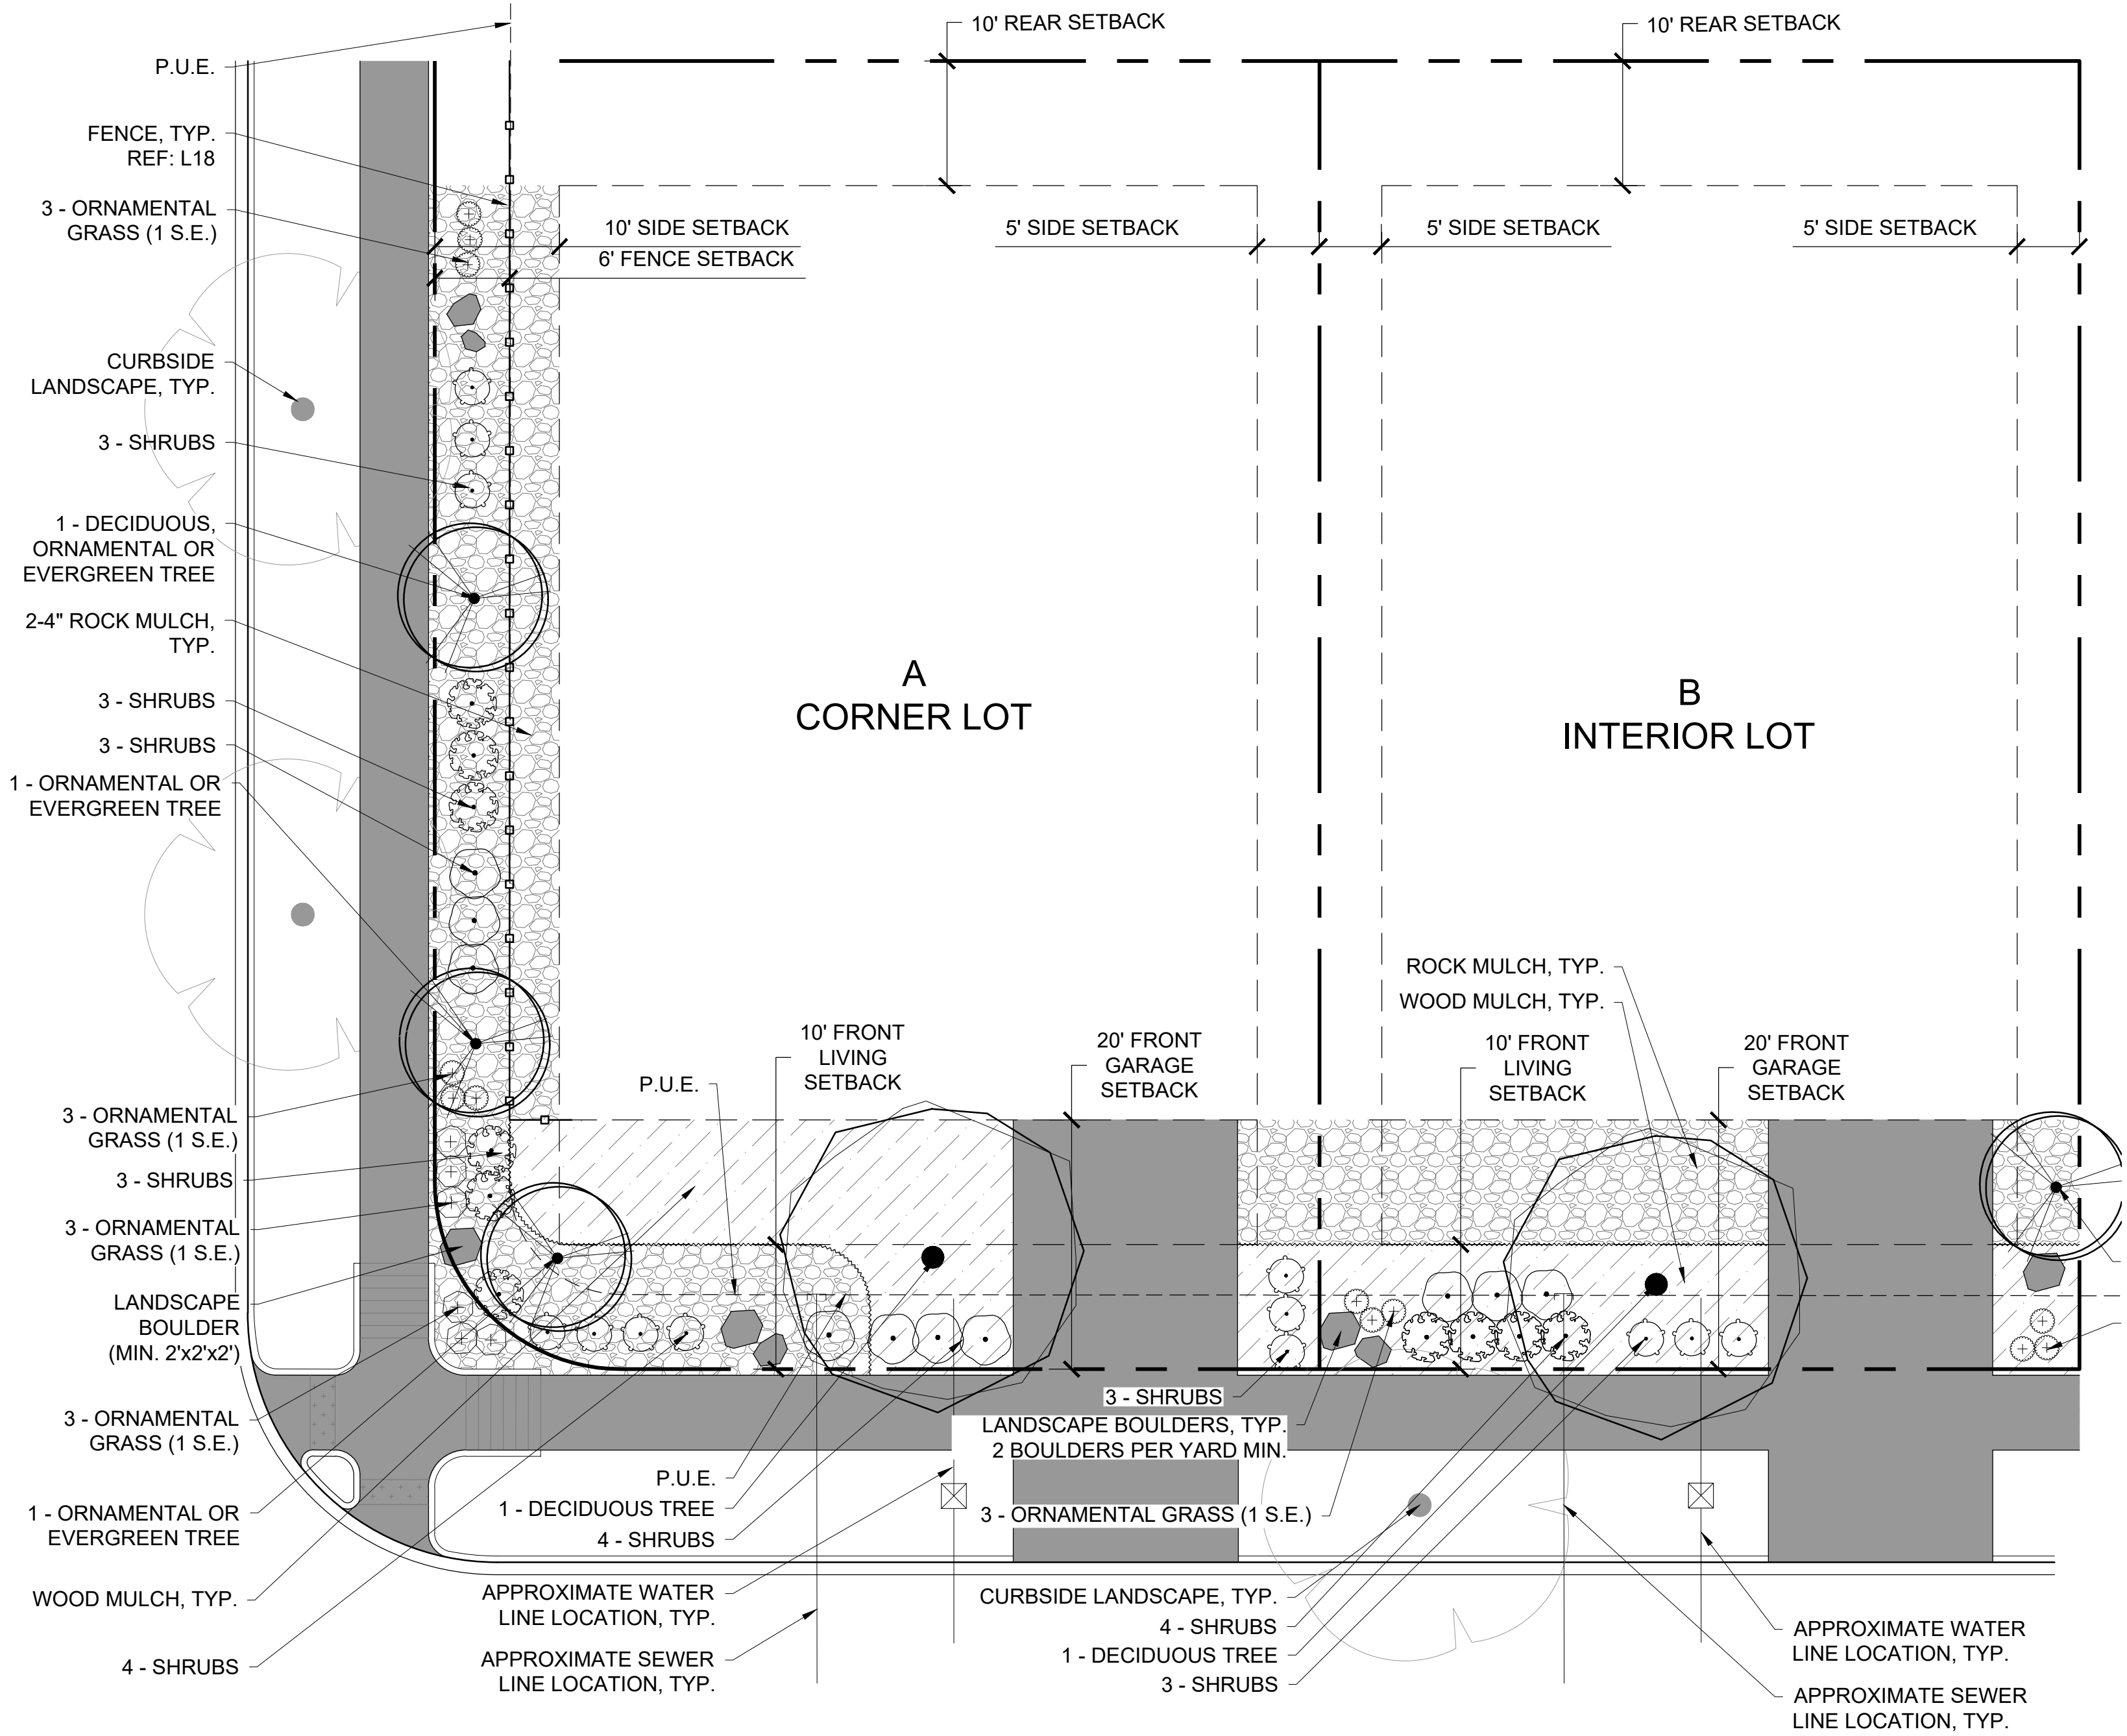 10' REAR SETBACK
10' REAR SETBACK
P.U.E.
FENCE, TYP.
REF: L18
3 - ORNAMENTAL
GRASS (1 S.E.)
10' SIDE SETBACK
6' FENCE SETBACK
5' SIDE SETBACK
5' SIDE SETBACK
5' SIDE SETBACK
CURBSIDE
LANDSCAPE, TYP.
3 - SHRUBS
1 - DECIDUOUS,
ORNAMENTAL OR
EVERGREEN TREE
2-4" ROCK MULCH,
TYP.
3 - SHRUBS
3 - SHRUBS
1 - ORNAMENTAL OR
EVERGREEN TREE
A
CORNER LOT
B
INTERIOR LOT
ROCK MULCH, TYP.
WOOD MULCH, TYP.
10' FRONT
LIVING
SETBACK
20' FRONT
GARAGE
SETBACK
10' FRONT
LIVING
SETBACK
20' FRONT
GARAGE
SETBACK
P.U.E.
3 - ORNAMENTAL
GRASS (1 S.E.)
3 - SHRUBS
3 - ORNAMENTAL
GRASS (1 S.E.)
LANDSCAPE
BOULDER
(MIN. 2'x2'x2')
3 - ORNAMENTAL
GRASS (1 S.E.)
1 - ORNAMENTAL OR
EVERGREEN TREE
WOOD MULCH, TYP.
4 - SHRUBS
P.U.E.
1 - DECIDUOUS TREE
4 - SHRUBS
APPROXIMATE WATER
LINE LOCATION, TYP.
APPROXIMATE SEWER
LINE LOCATION, TYP.
3 - SHRUBS
LANDSCAPE BOULDERS, TYP.
2 BOULDERS PER YARD MIN.
3 - ORNAMENTAL GRASS (1 S.E.)
CURBSIDE LANDSCAPE, TYP.
4 - SHRUBS
1 - DECIDUOUS TREE
3 - SHRUBS
APPROXIMATE WATER
LINE LOCATION, TYP.
APPROXIMATE SEWER
LINE LOCATION, TYP.